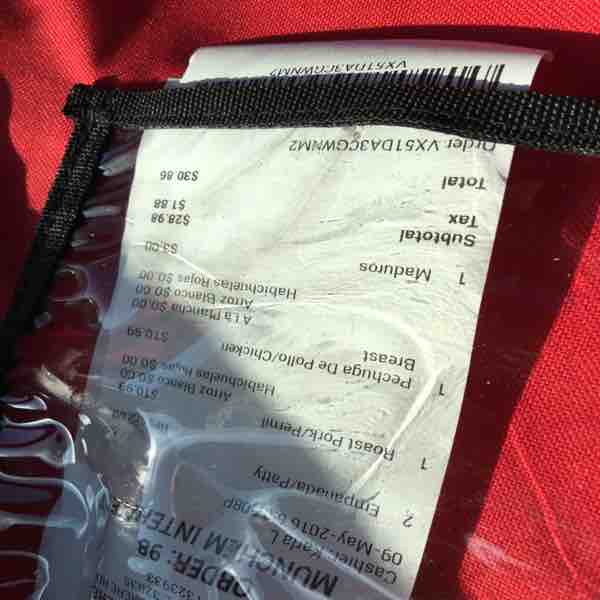 MUNCHEM INTERNE
ORDER: 98
Cashier: Karla L
09-May-2016
2 Empanada/Patty
1 Roast Pork/Pernil $10.99
Arroz Blanco $0.00
Habichuelas Rojas $0.00
1 Pechuga De Pollo/Chicken $10.99
Breast
A La Plancha $0.00
Arroz Blanco $0.00
Habichuelas Rojas $0.00
1 Maduros $3.00
Subtotal $28.98
Tax $1.88
Total $30.86
Order VX51DA3CGWNM2
VX51DA3CGWNM2